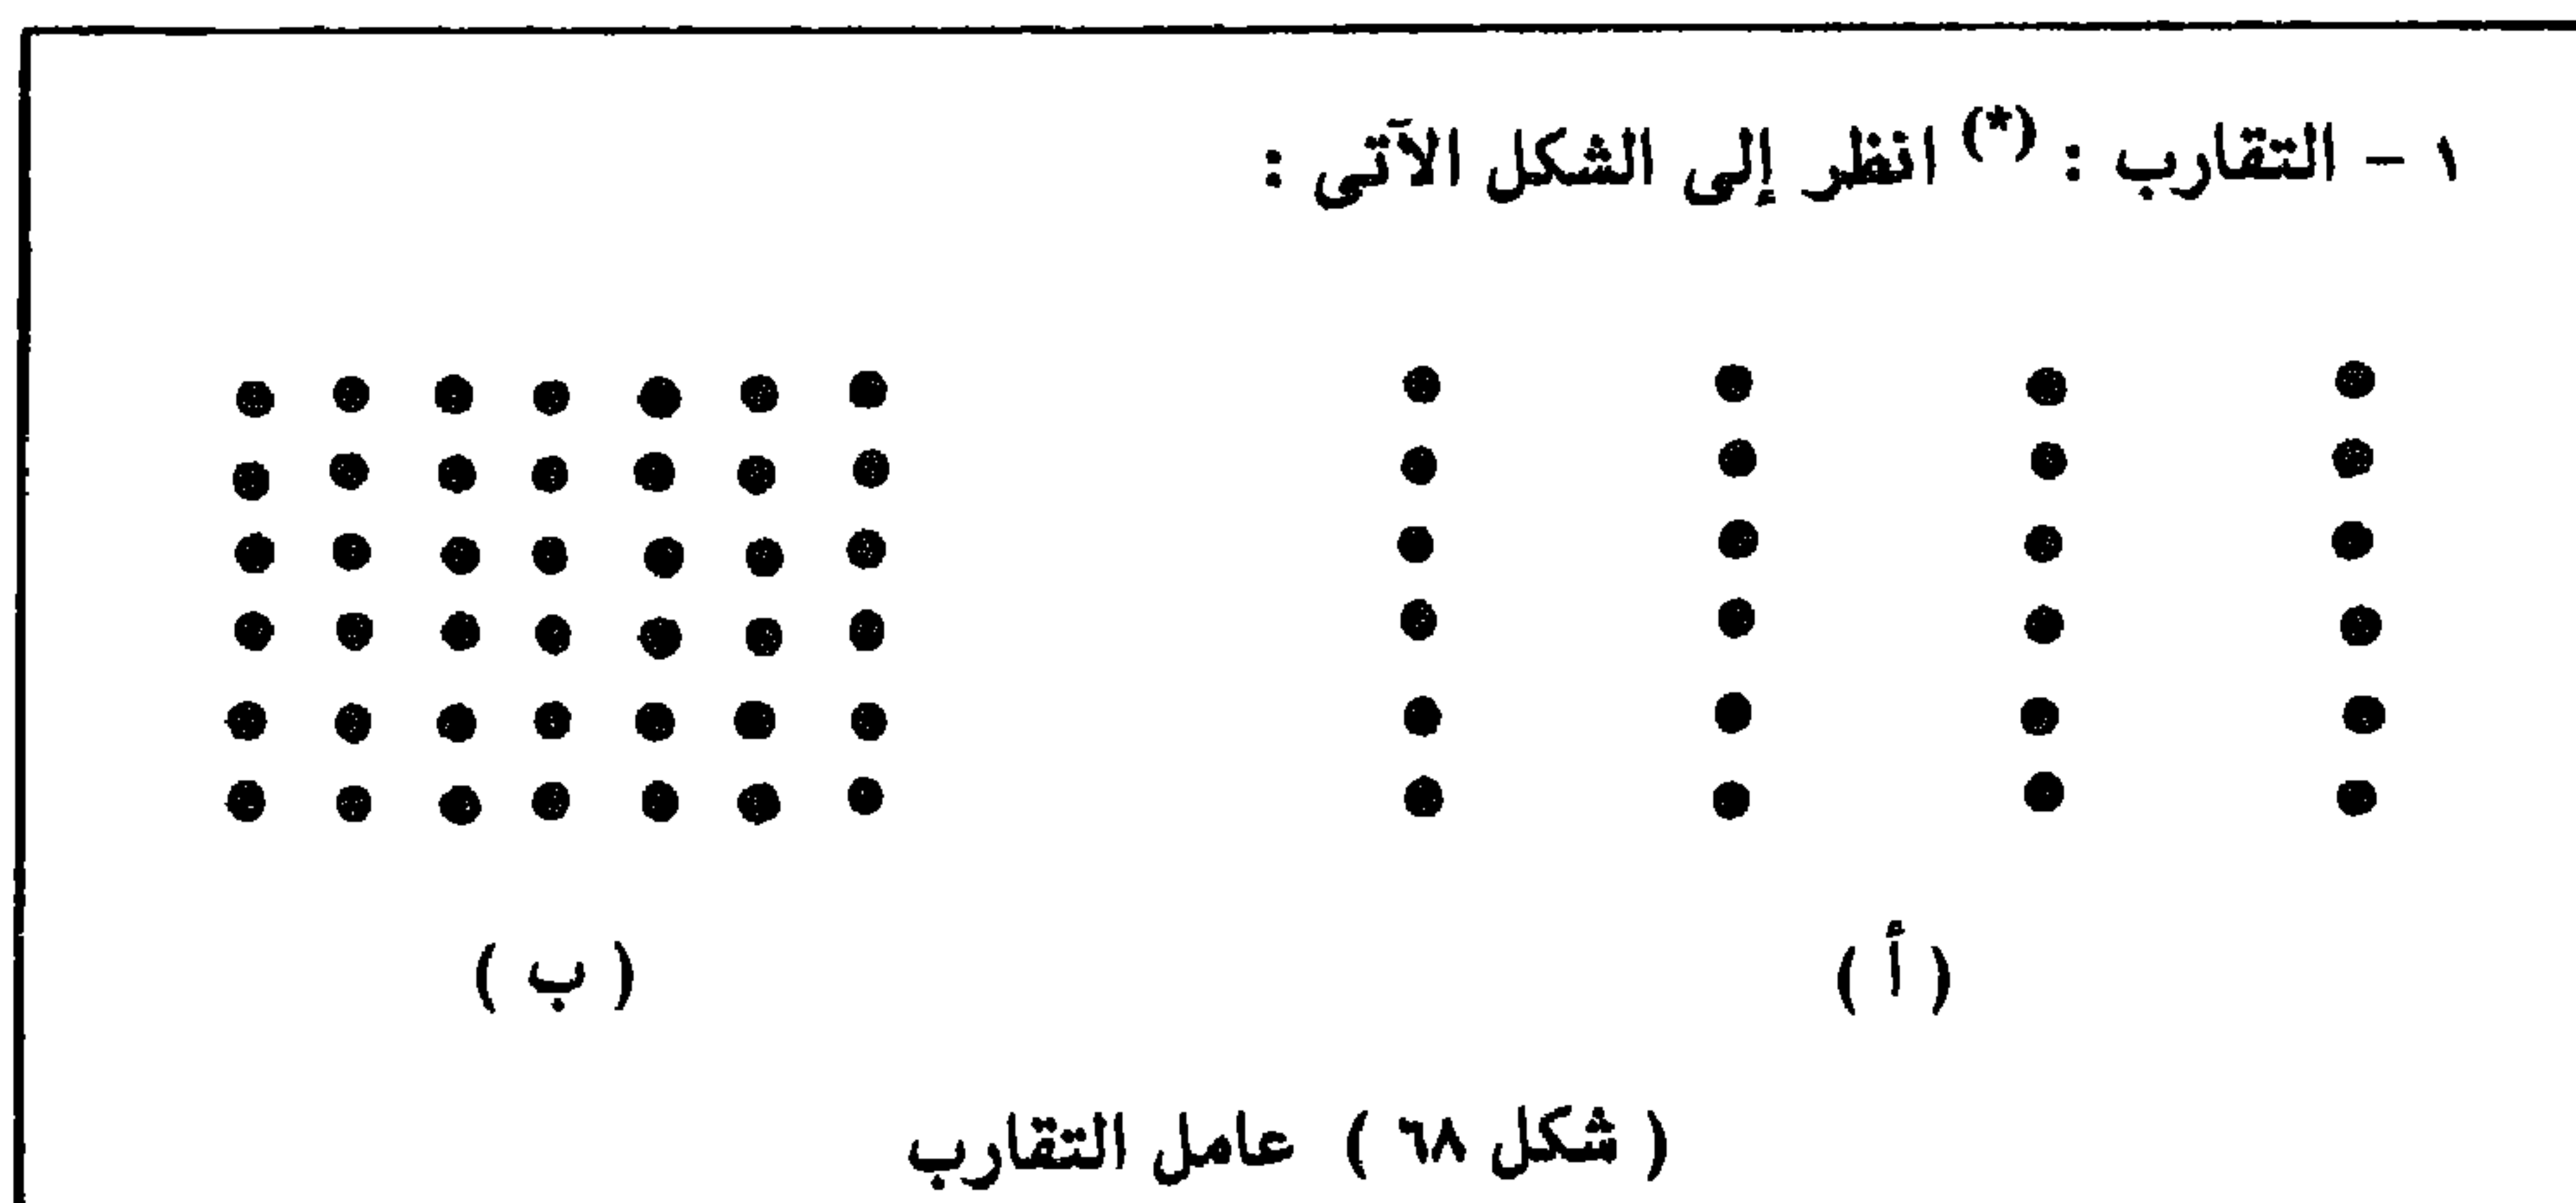 ١ - التقارب : (*) انظر إلى الشكل الآتى :
( أ )
( ب )
( شكل ٦٨ ) عامل التقارب